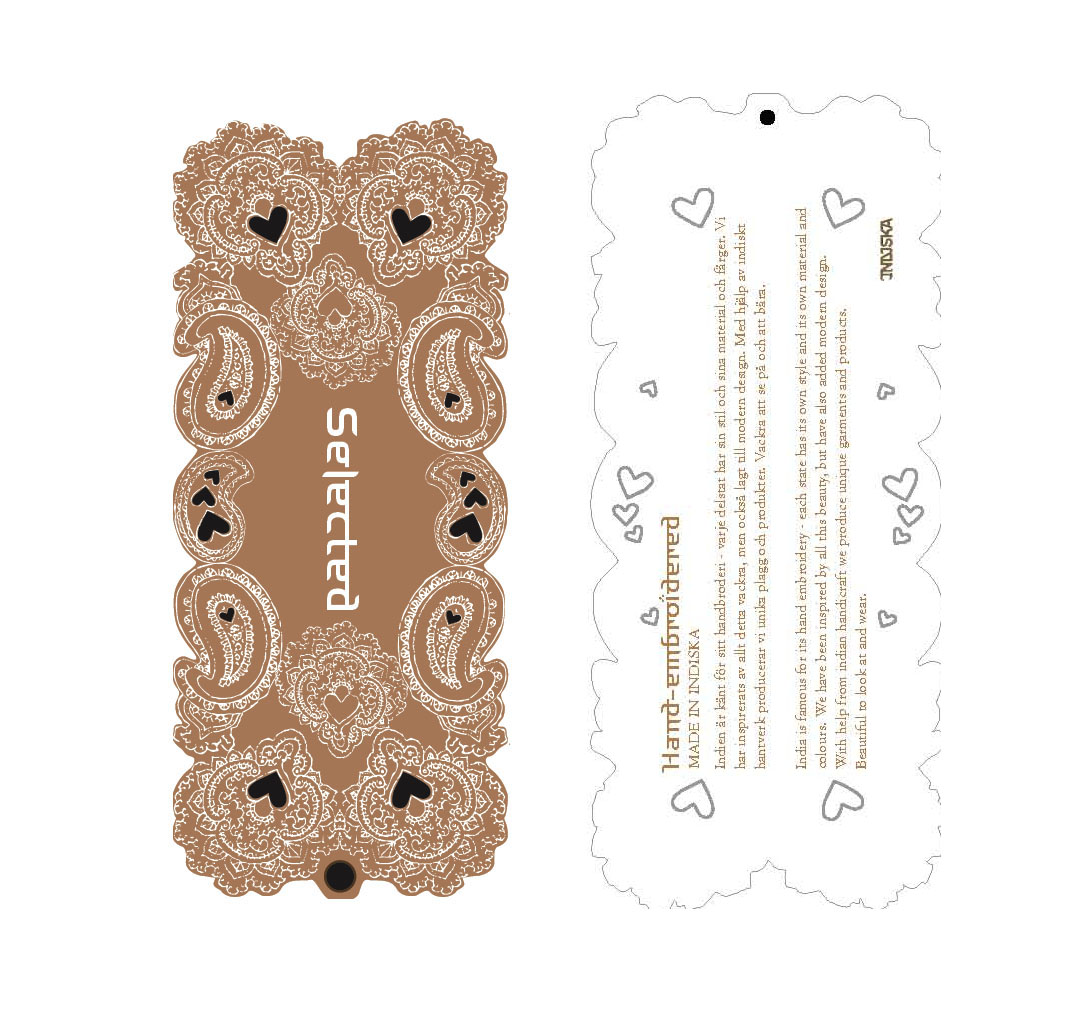 Selected
Hand-embroidered
MADE IN INDISKA
Indien är känt för sitt handbroderi - varje delstat har sin stil och sina material och färger. Vi
har inspirerats av allt detta vackra, men också lagt till modern design. Med hjälp av indiskt
hantverk producerar vi unika plagg och produkter. Vackra att se på och att bära.
India is famous for its hand embroidery - each state has its own style and its own material and
colours. We have been inspired by all this beauty, but have also added modern design.
With help from indian handicraft we produce unique garments and products.
Beautiful to look at and wear.
INDISKA